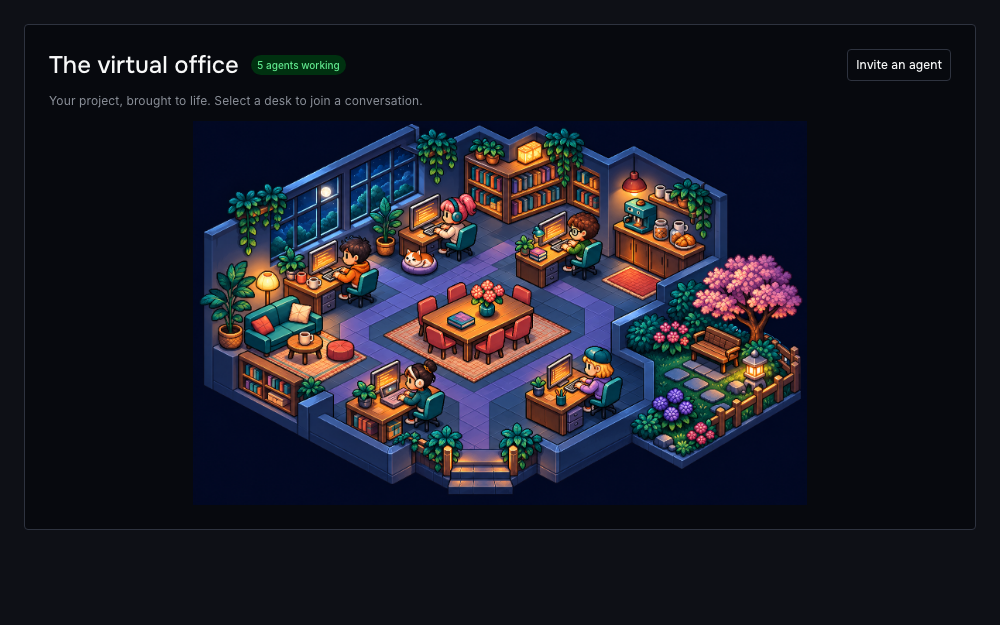 The virtual office
5 agents working
Invite an agent
Your project, brought to life. Select a desk to join a conversation.